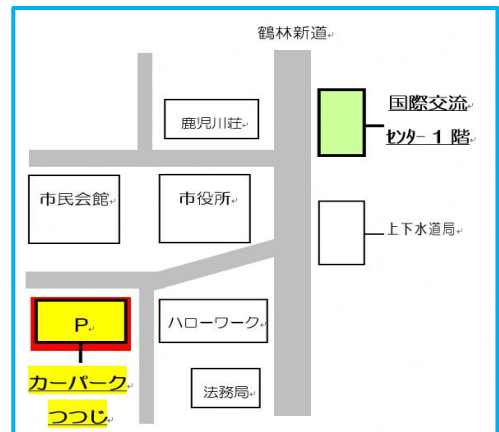 鶴林新道
国際交流
ｾﾝﾀｰ 1 階
鹿児川荘
市民会館
市役所
上下水道局
P
ハローワーク
カーパーク
つつじ
法務局